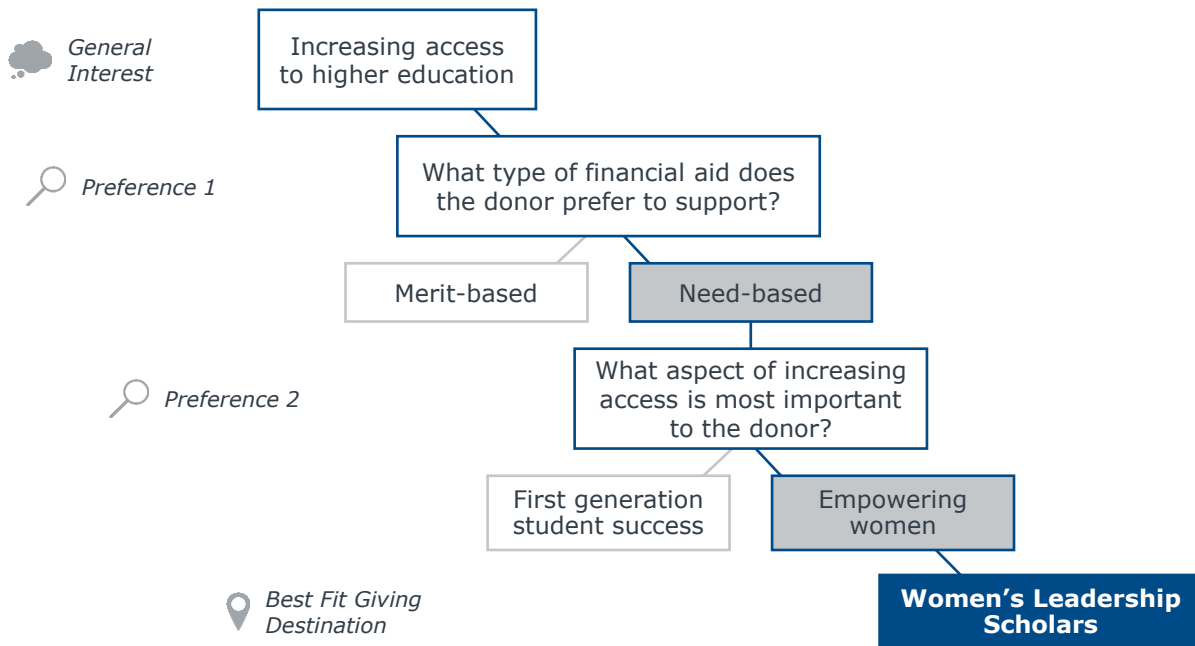 General
Interest
Increasing access
to higher education
Preference 1
What type of financial aid does
the donor prefer to support?
Merit-based
Need-based
Preference 2
What aspect of increasing
access is most important
to the donor?
First generation
student success
Empowering
women
Best Fit Giving
Destination
Women’s Leadership
Scholars